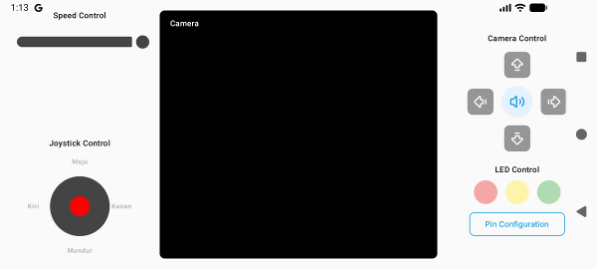 1:13 G
Speed Control
Camera
Camera Control
Joystick Control
Maju
Kiri
Kanan
Mundur
LED Control
Pin Configuration